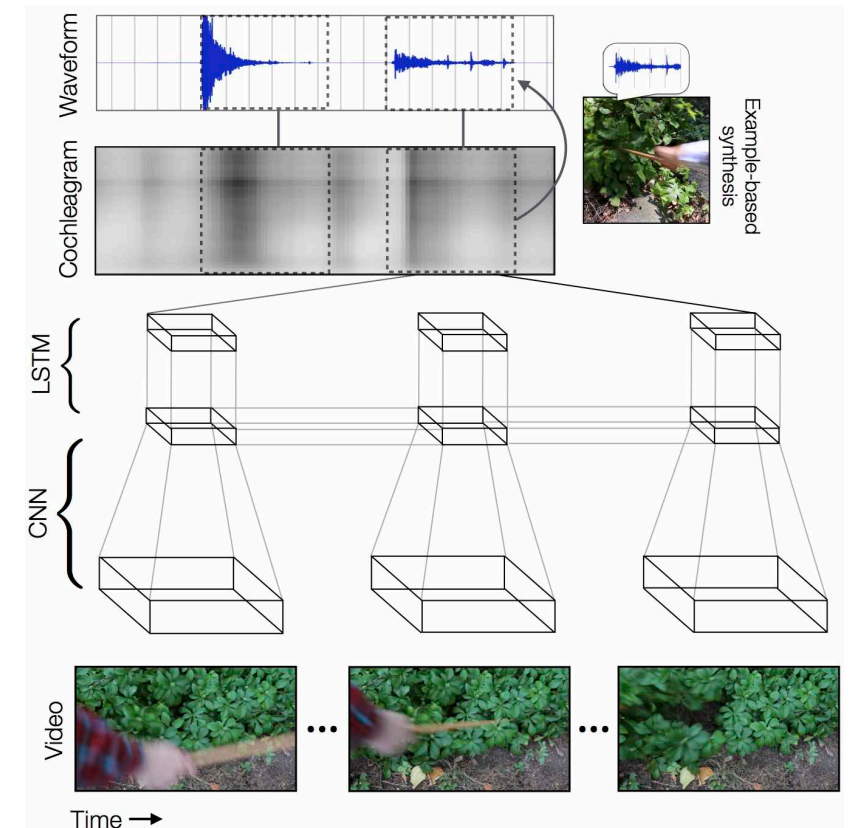 Waveform
Example-based
synthesis
Cochleagram
LSTM
CNN
Video
Time